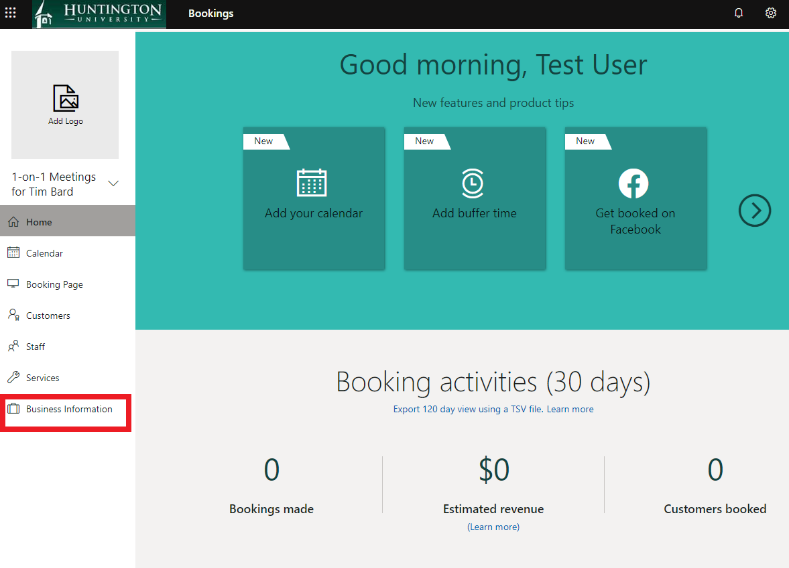 HUNTINGTON
UNIVERSITY
Bookings
Add Logo
1-on-1 Meetings
for Tim Bard
Home
Calendar
Booking Page
Customers
Staff
Services
Business Information
Good morning, Test User
New features and product tips
New
Add your calendar
New
Add buffer time
New
Get booked on
Facebook
Booking activities (30 days)
Export 120 day view using a TSV file. Learn more
0
Bookings made
$0
Estimated revenue
(Learn more)
0
Customers booked